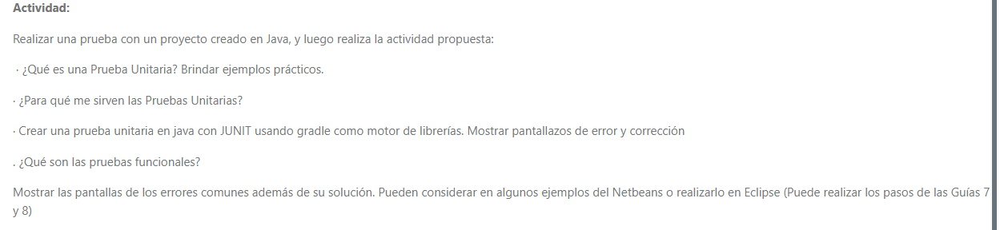 Actividad:
Realizar una prueba con un proyecto creado en Java, y luego realiza la actividad propuesta:
· ¿Qué es una Prueba Unitaria? Brindar ejemplos prácticos.
· ¿Para qué me sirven las Pruebas Unitarias?
· Crear una prueba unitaria en java con JUNIT usando gradle como motor de librerías. Mostrar pantallazos de error y corrección
. ¿Qué son las pruebas funcionales?
Mostrar las pantallas de los errores comunes además de su solución. Pueden considerar en algunos ejemplos del Netbeans o realizarlo en Eclipse (Puede realizar los pasos de las Guías 7
y 8)